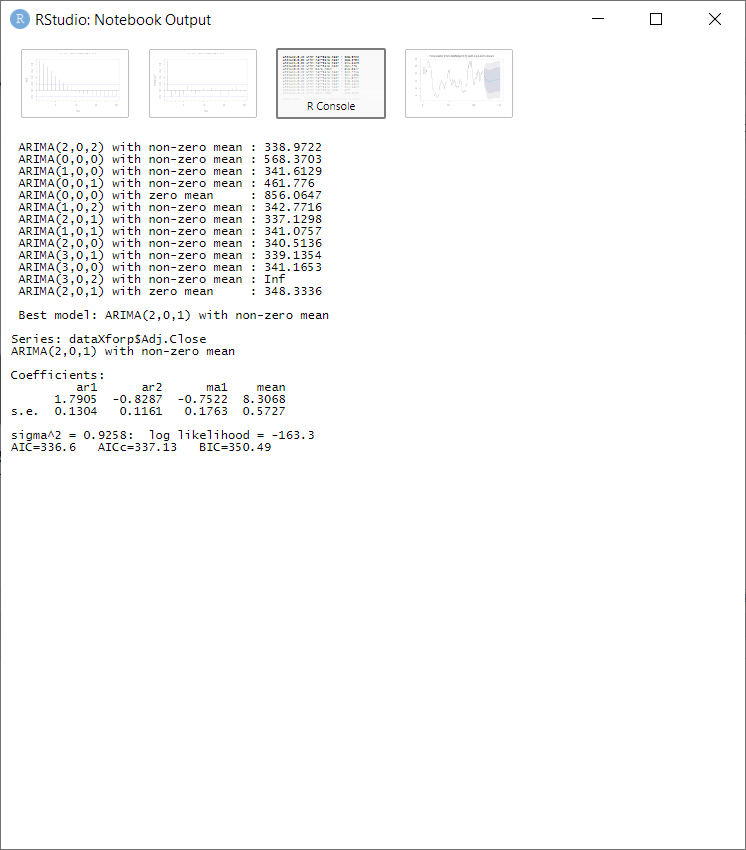 RStudio: Notebook Output
R Console
ARIMA(2,0,2) with non-zero mean : 338.9722
ARIMA(0,0,0) with non-zero mean : 568.3703
ARIMA(1,0,0) with non-zero mean : 341.6129
ARIMA(0,0,1) with non-zero mean : 461.776
ARIMA(0,0,0) with zero mean     : 856.0647
ARIMA(1,0,2) with non-zero mean : 342.7716
ARIMA(2,0,1) with non-zero mean : 337.1298
ARIMA(1,0,1) with non-zero mean : 341.0757
ARIMA(2,0,0) with non-zero mean : 340.5136
ARIMA(3,0,1) with non-zero mean : 339.1354
ARIMA(3,0,0) with non-zero mean : 341.1653
ARIMA(3,0,2) with non-zero mean : Inf
ARIMA(2,0,1) with zero mean     : 348.3336
Best model: ARIMA(2,0,1) with non-zero mean
Series: dataXforp$Adj.Close
ARIMA(2,0,1) with non-zero mean
Coefficients:
ar1      ar2      ma1    mean
1.7905  -0.8287  -0.7522  8.3068
s.e.  0.1304   0.1161   0.1763  0.5727
sigma^2 = 0.9258:  log likelihood = -163.3
AIC=336.6   AICc=337.13   BIC=350.49